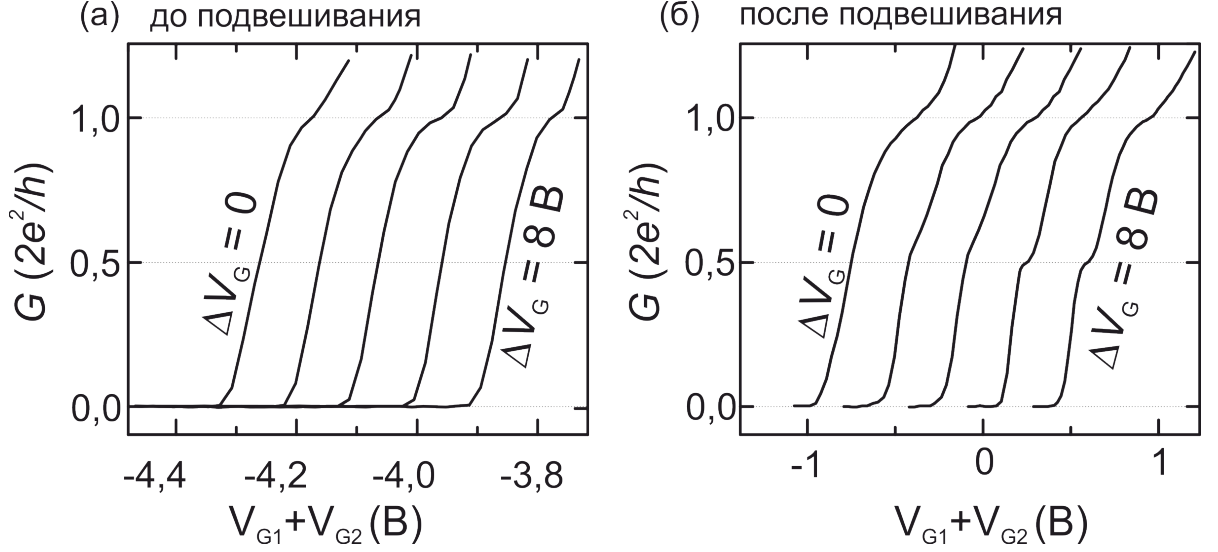 (а) до подвешивания
G (2e²/h)
1,0
0,5
0,0
ΔV_G = 0
ΔV_G = 8 В
-4,4 -4,2 -4,0 -3,8
V_G1+V_G2 (В)
(б) после подвешивания
G (2e²/h)
1,0
0,5
0,0
ΔV_G = 0
ΔV_G = 8 В
-1 0 1
V_G1+V_G2 (В)